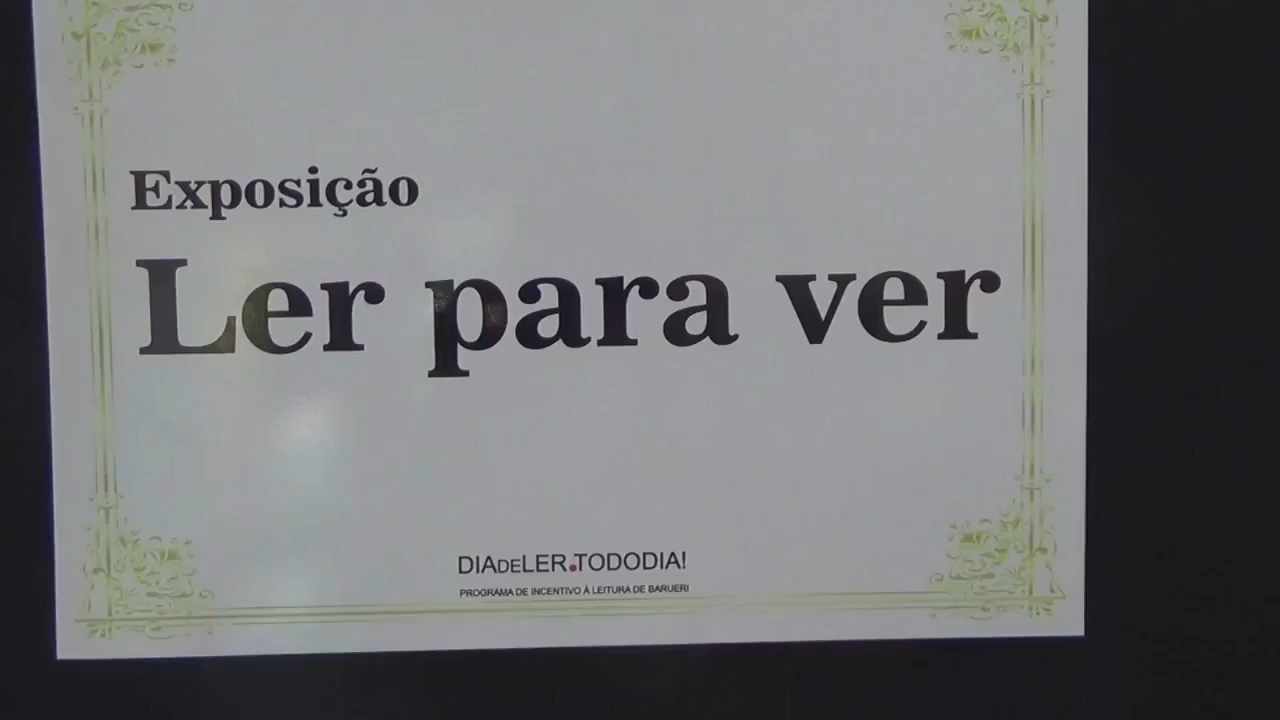 Exposição
Ler para ver
DIADELER.TODODIA!
PROGRAMA DE INCENTIVO À LEITURA DE BARUERI